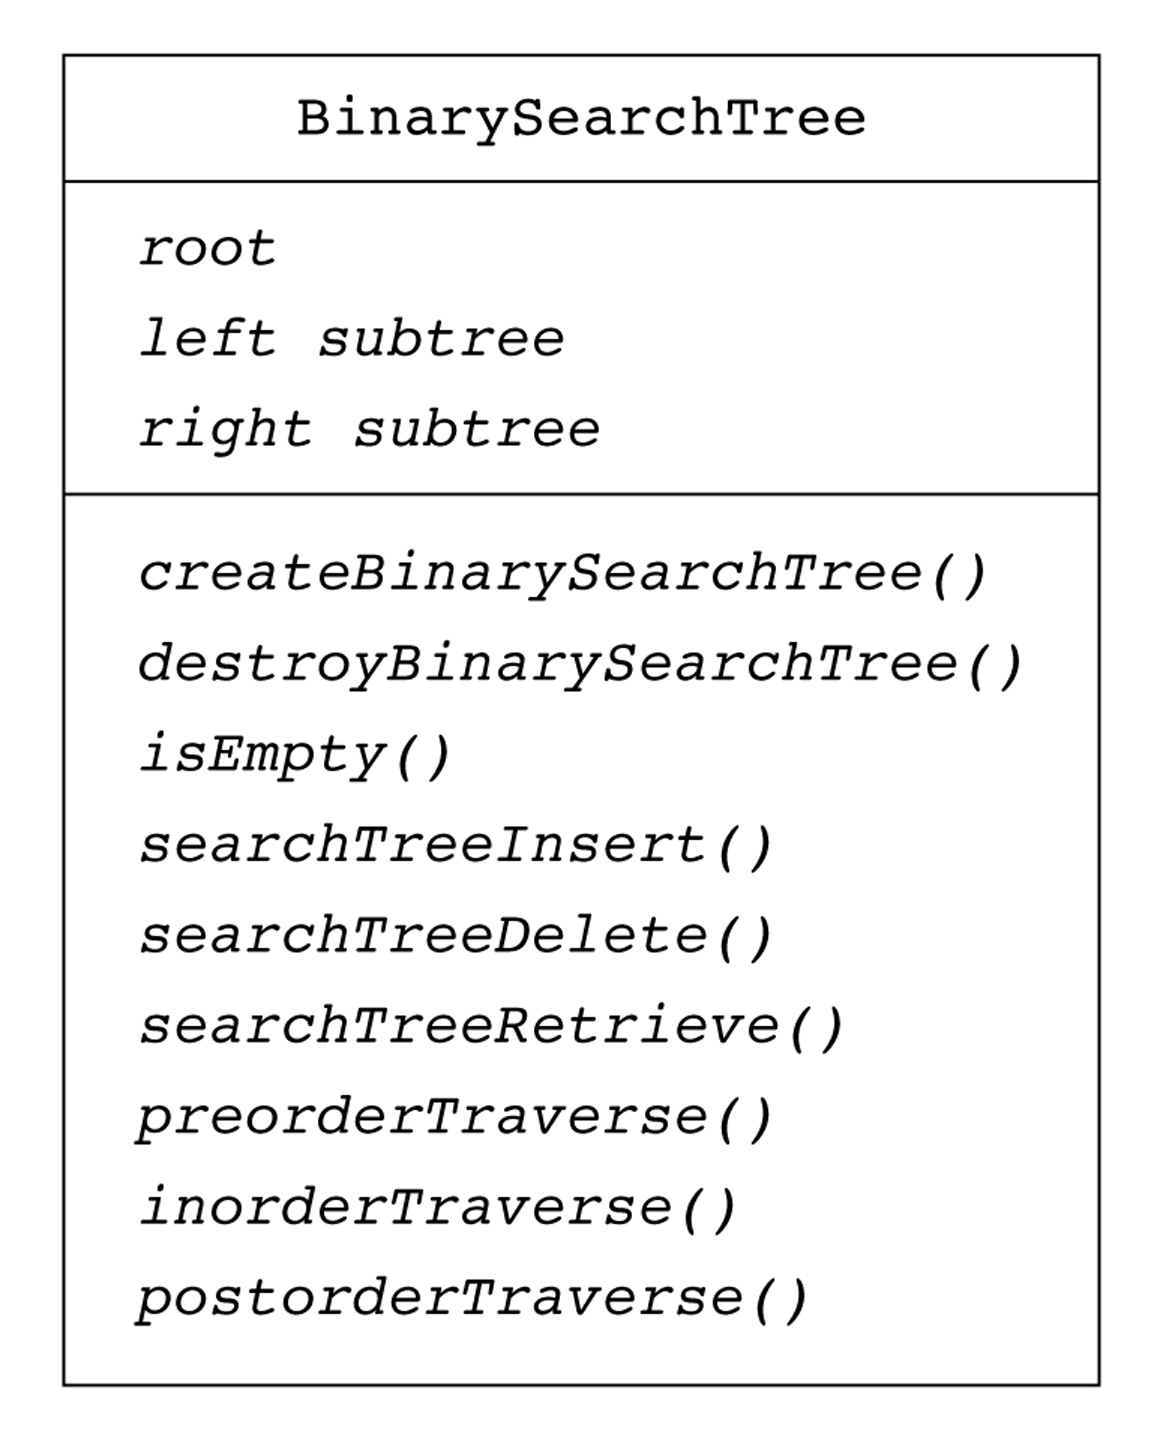 BinarySearchTree
root
left subtree
right subtree
createBinarySearchTree()
destroyBinarySearchTree()
isEmpty()
searchTreeInsert()
searchTreeDelete()
searchTreeRetrieve()
preorderTraverse()
inorderTraverse()
postorderTraverse()